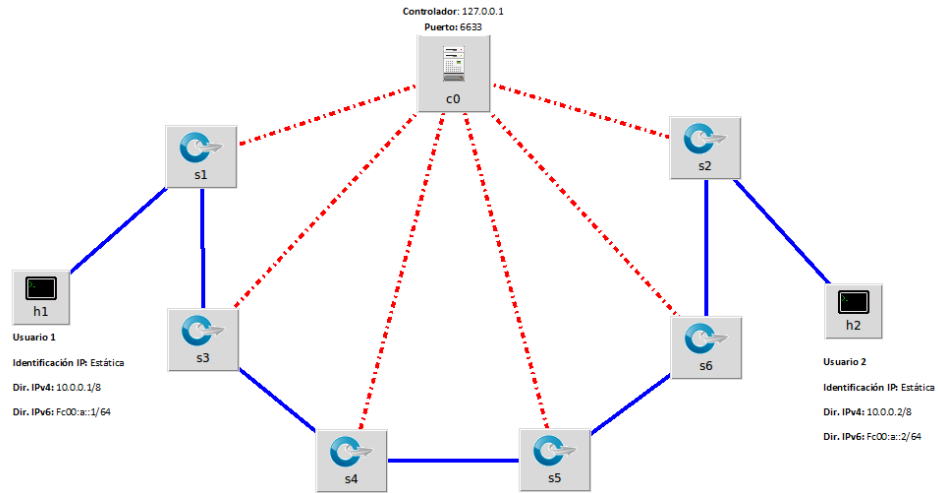 Controlador: 127.0.0.1
Puerto: 6633
c0
s1
s2
h1
h2
Usuario 1
Identificación IP: Estática
Dir. IPv4: 10.0.0.1/8
Dir. IPv6: Fc00:a::1/64
s3
s6
Usuario 2
Identificación IP: Estática
Dir. IPv4: 10.0.0.2/8
Dir. IPv6: Fc00:a::2/64
s4
s5